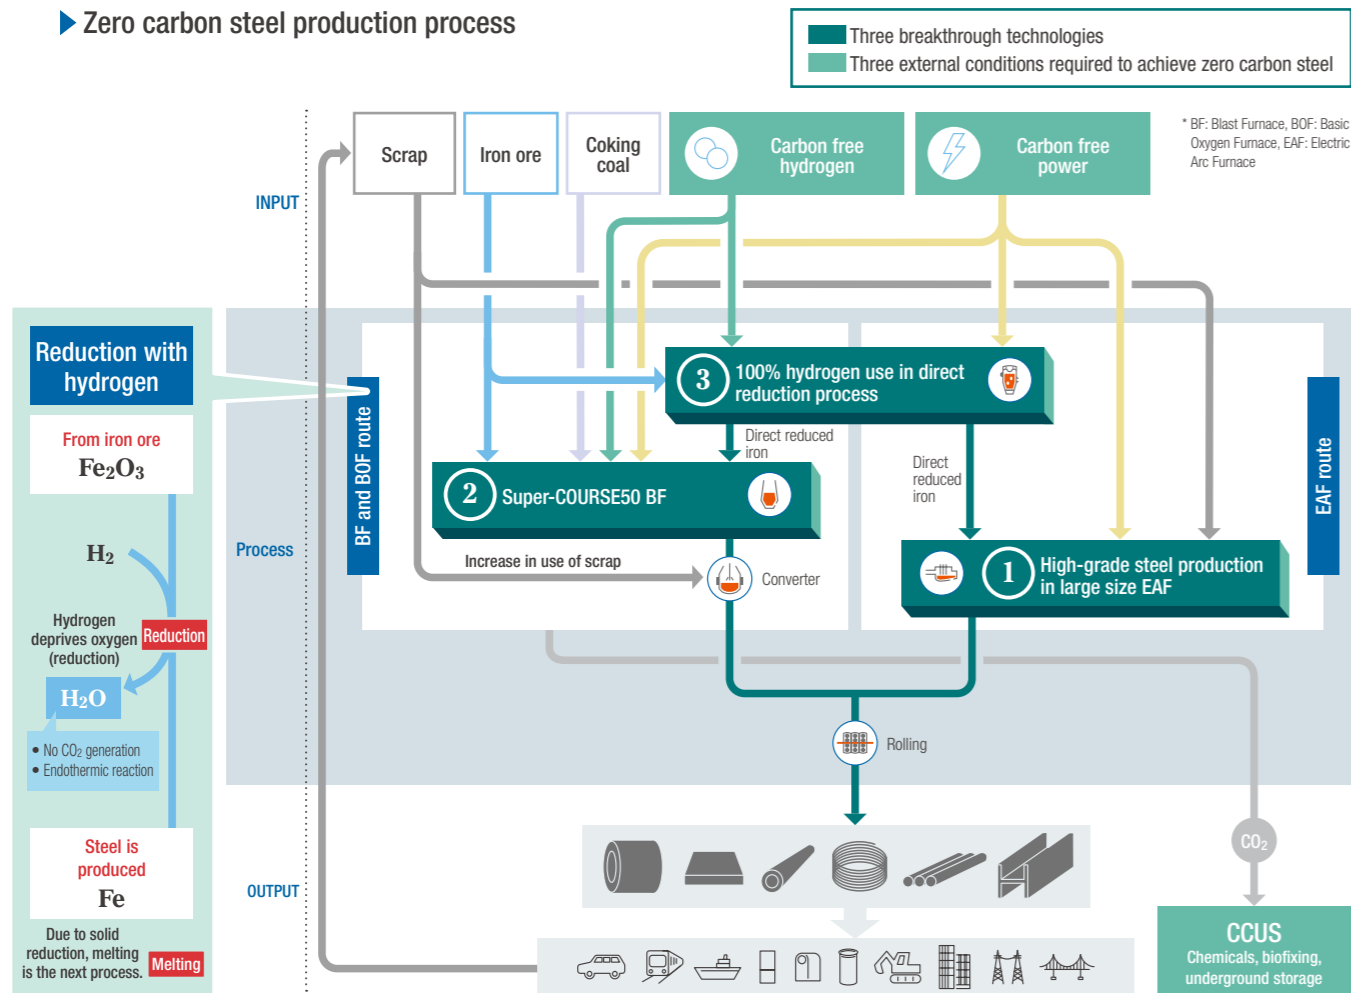 Zero carbon steel production process
Three breakthrough technologies
Three external conditions required to achieve zero carbon steel
* BF: Blast Furnace, BOF: Basic
Oxygen Furnace, EAF: Electric
Arc Furnace
INPUT
Scrap
Iron ore
Coking
coal
Carbon free
hydrogen
Carbon free
power
Reduction with
hydrogen
From iron ore
Fe₂O₃
H₂
Hydrogen
deprives oxygen
(reduction)
Reduction
H₂O
• No CO₂ generation
• Endothermic reaction
Steel is
produced
Fe
Due to solid
reduction, melting
is the next process.
Melting
Process
BF and BOF route
3
100% hydrogen use in direct
reduction process
Direct reduced
iron
Direct
reduced
iron
2
Super-COURSE50 BF
EAF route
Increase in use of scrap
Converter
1
High-grade steel production
in large size EAF
Rolling
OUTPUT
CO₂
CCUS
Chemicals, biofixing,
underground storage